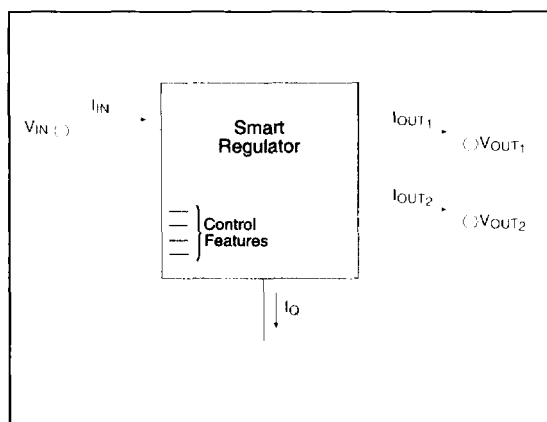 IIN
VIN
Smart
Regulator
IOUT1
VOUT1
IOUT2
VOUT2
Control
Features
IQ